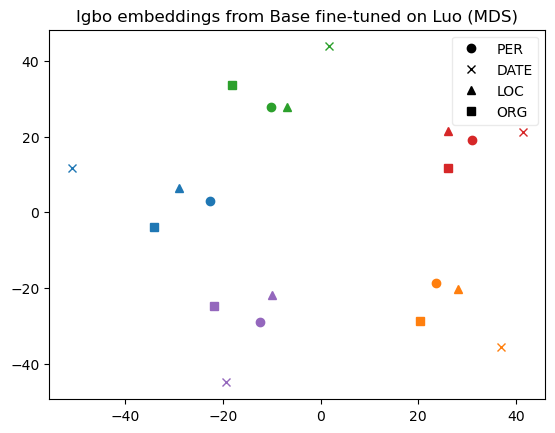 Igbo embeddings from Base fine-tuned on Luo (MDS)
PER
DATE
LOC
ORG
40
20
0
−20
−40
−40
−20
0
20
40